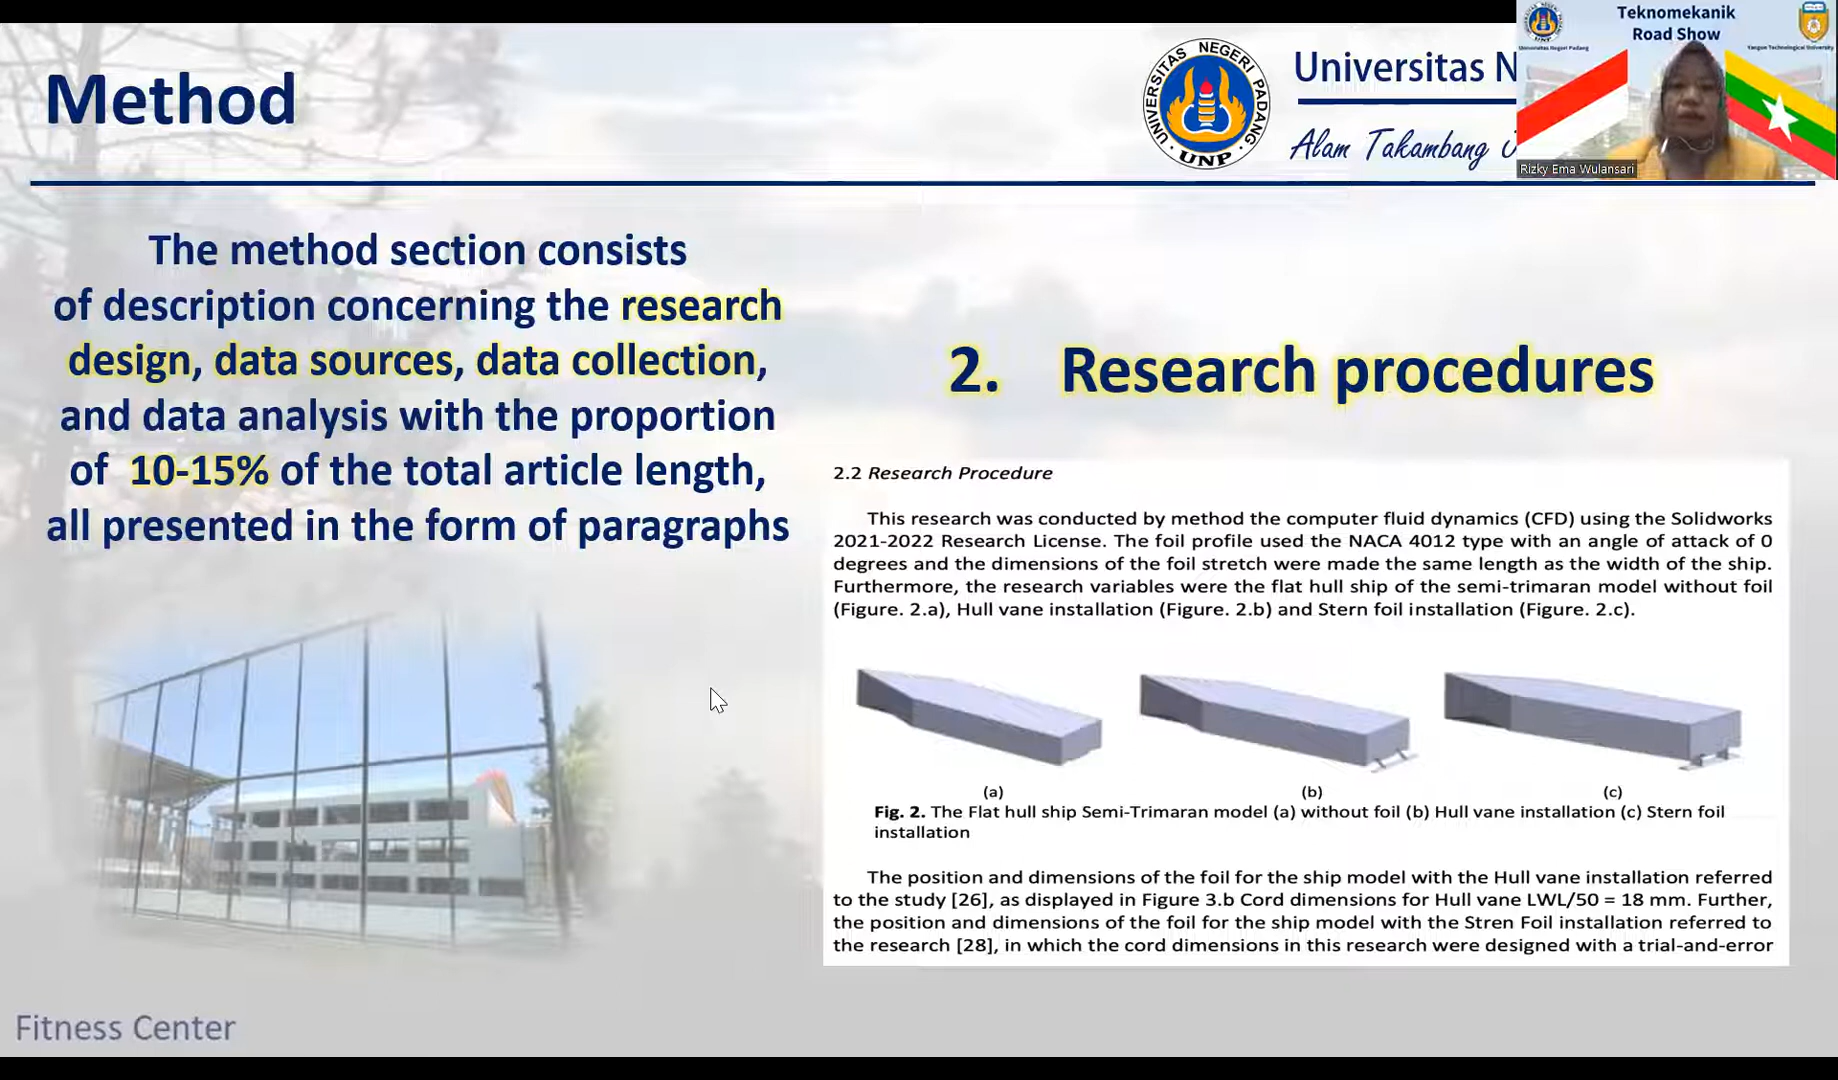 Method
UNIVERSITAS NEGERI PADANG
UNP
Universitas N
Alam Takambang
Teknomekanik
Road Show
Universitas Negeri Padang
Yangon Technological University
Rizky Ema Wulansari
The method section consists
of description concerning the research
design, data sources, data collection,
and data analysis with the proportion
of 10-15% of the total article length,
all presented in the form of paragraphs
2. Research procedures
2.2 Research Procedure
This research was conducted by method the computer fluid dynamics (CFD) using the Solidworks
2021-2022 Research License. The foil profile used the NACA 4012 type with an angle of attack of 0
degrees and the dimensions of the foil stretch were made the same length as the width of the ship.
Furthermore, the research variables were the flat hull ship of the semi-trimaran model without foil
(Figure. 2.a), Hull vane installation (Figure. 2.b) and Stern foil installation (Figure. 2.c).
(a) (b) (c)
Fig. 2. The Flat hull ship Semi-Trimaran model (a) without foil (b) Hull vane installation (c) Stern foil
installation
The position and dimensions of the foil for the ship model with the Hull vane installation referred
to the study [26], as displayed in Figure 3.b Cord dimensions for Hull vane LWL/50 = 18 mm. Further,
the position and dimensions of the foil for the ship model with the Stren Foil installation referred to
the research [28], in which the cord dimensions in this research were designed with a trial-and-error
Fitness Center